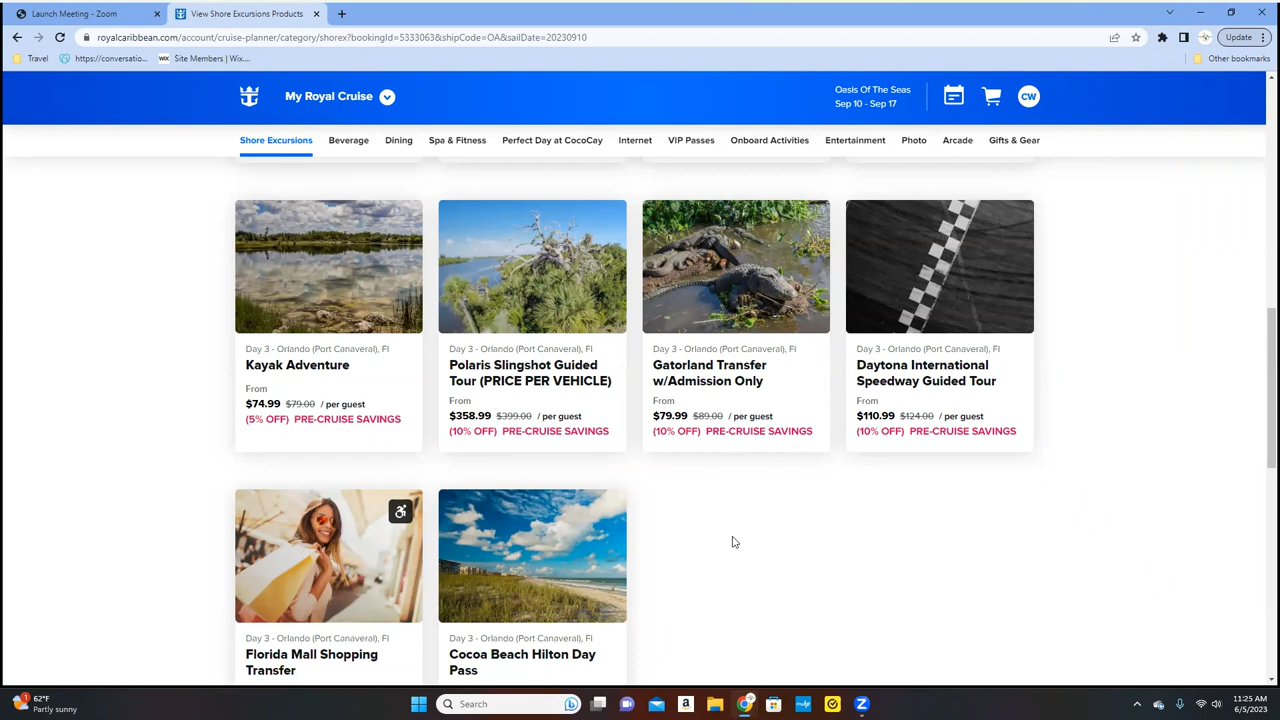 Launch Meeting - Zoom
View Shore Excursions Products
royalcaribbean.com/account/cruise-planner/category/shorex?bookingId=5333063&shipCode=OA&sailDate=20230910
Update
Travel
https://conversatio...
WIX
Site Members | Wix....
Other bookmarks
My Royal Cruise
Oasis Of The Seas
Sep 10 - Sep 17
CW
Shore Excursions
Beverage
Dining
Spa & Fitness
Perfect Day at CocoCay
Internet
VIP Passes
Onboard Activities
Entertainment
Photo
Arcade
Gifts & Gear
Day 3 - Orlando (Port Canaveral), Fl
Kayak Adventure
From
$74.99 $79.00 / per guest
(5% OFF) PRE-CRUISE SAVINGS
Day 3 - Orlando (Port Canaveral), Fl
Polaris Slingshot Guided
Tour (PRICE PER VEHICLE)
From
$358.99 $399.00 / per guest
(10% OFF) PRE-CRUISE SAVINGS
Day 3 - Orlando (Port Canaveral), Fl
Gatorland Transfer
w/Admission Only
From
$79.99 $89.00 / per guest
(10% OFF) PRE-CRUISE SAVINGS
Day 3 - Orlando (Port Canaveral), Fl
Daytona International
Speedway Guided Tour
From
$110.99 $124.00 / per guest
(10% OFF) PRE-CRUISE SAVINGS
Day 3 - Orlando (Port Canaveral), Fl
Florida Mall Shopping
Transfer
Day 3 - Orlando (Port Canaveral), Fl
Cocoa Beach Hilton Day
Pass
1
62°F
Partly sunny
Search
11:25 AM
6/5/2023